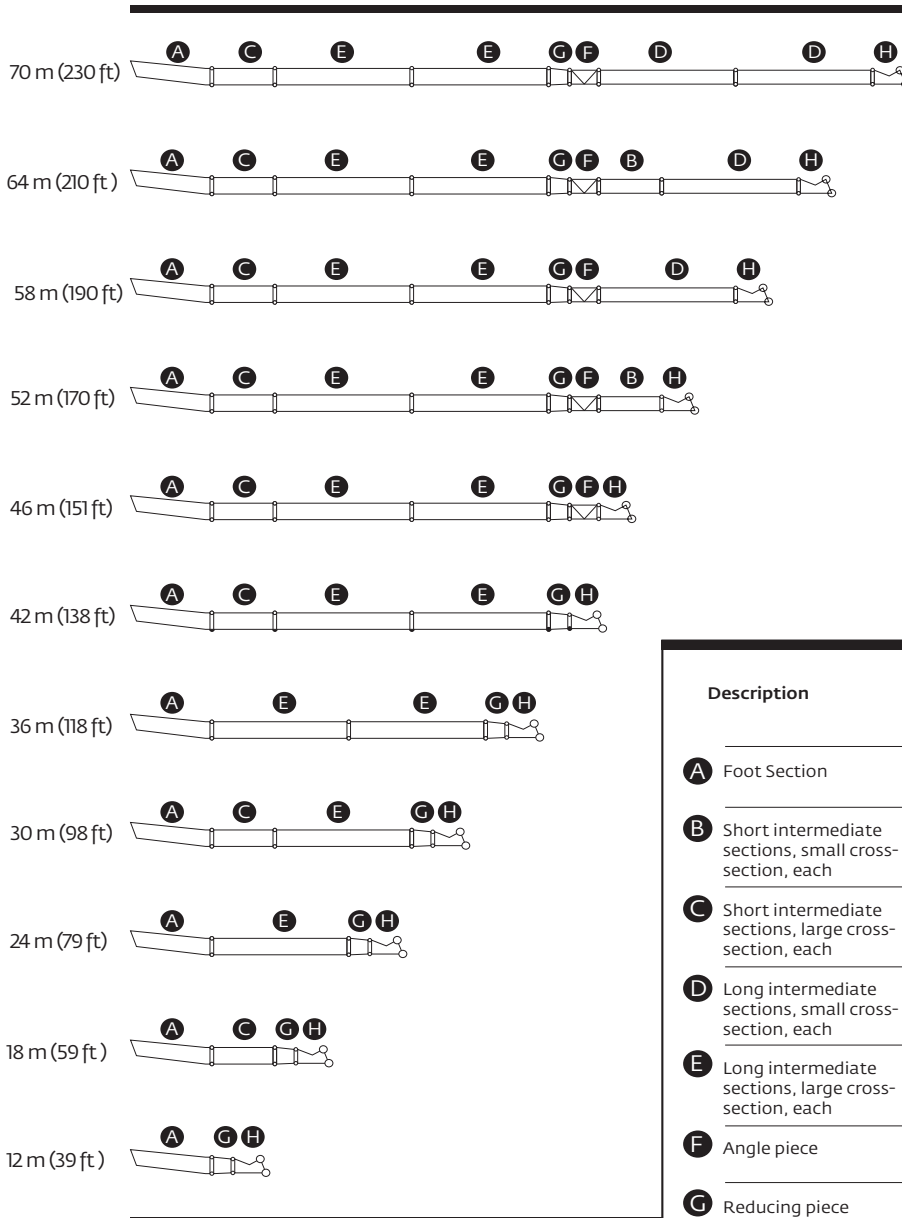 A C E E G F D D H
70 m (230 ft)
A C E E G F B D H
64 m (210 ft )
A C E E G F D H
58 m (190 ft)
A C E E G F B H
52 m (170 ft)
A C E E G F H
46 m (151 ft)
A C E E G H
42 m (138 ft)
A E E G H
36 m (118 ft)
A C E G H
30 m (98 ft)
A E G H
24 m (79 ft)
A C G H
18 m (59 ft )
A G H
12 m (39 ft )
Description
A Foot Section
B Short intermediate
sections, small cross-
section, each
C Short intermediate
sections, large cross-
section, each
D Long intermediate
sections, small cross-
section, each
E Long intermediate
sections, large cross-
section, each
F Angle piece
G Reducing piece